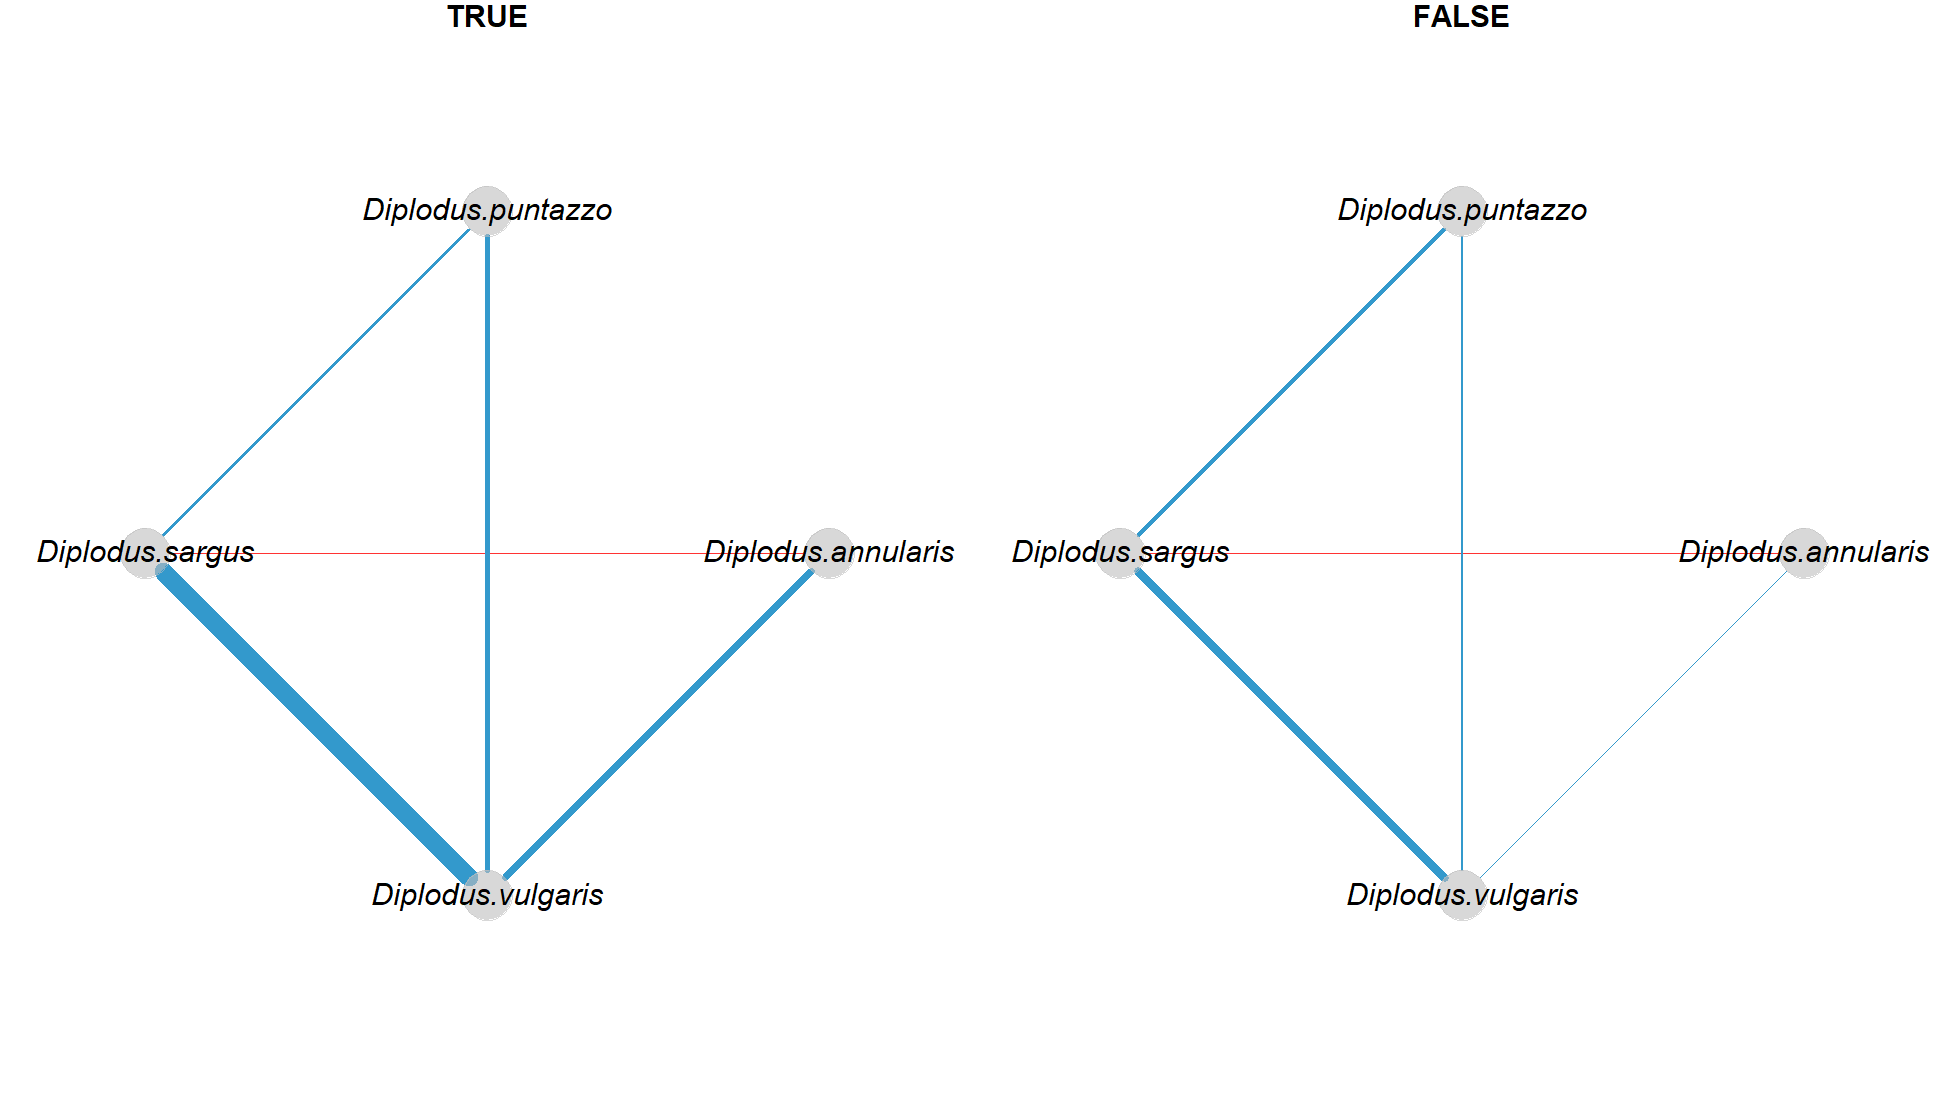 TRUE
Diplodus.puntazzo
Diplodus.sargus
Diplodus.annularis
Diplodus.vulgaris
FALSE
Diplodus.puntazzo
Diplodus.sargus
Diplodus.annularis
Diplodus.vulgaris